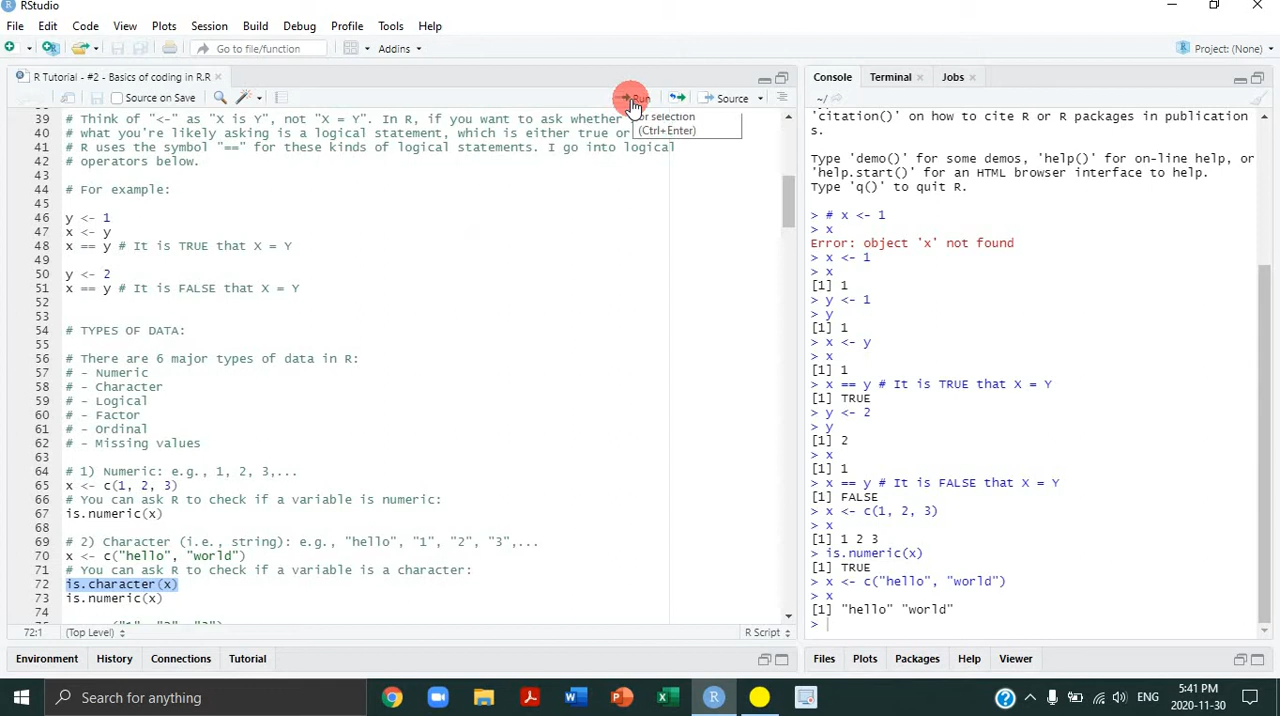 RStudio
File Edit Code View Plots Session Build Debug Profile Tools Help
Go to file/function Addins Project: (None)
R Tutorial - #2 - Basics of coding in R.R
Source on Save Run Source
or selection
(Ctrl+Enter)
39 # Think of "<-" as "X is Y", not "X = Y". In R, if you want to ask whether
40 # what you're likely asking is a logical statement, which is either true or
41 # R uses the symbol "==" for these kinds of logical statements. I go into logical
42 # operators below.
43
44 # For example:
45
46 y <- 1
47 x <- y
48 x == y # It is TRUE that X = Y
49
50 y <- 2
51 x == y # It is FALSE that X = Y
52
53
54 # TYPES OF DATA:
55
56 # There are 6 major types of data in R:
57 # - Numeric
58 # - Character
59 # - Logical
60 # - Factor
61 # - Ordinal
62 # - Missing values
63
64 # 1) Numeric: e.g., 1, 2, 3,...
65 x <- c(1, 2, 3)
66 # You can ask R to check if a variable is numeric:
67 is.numeric(x)
68
69 # 2) Character (i.e., string): e.g., "hello", "1", "2", "3",...
70 x <- c("hello", "world")
71 # You can ask R to check if a variable is a character:
72 is.character(x)
73 is.numeric(x)
74
72:1 (Top Level) R Script
Environment History Connections Tutorial
Console Terminal Jobs
~/
'citation()' on how to cite R or R packages in publication
s.
Type 'demo()' for some demos, 'help()' for on-line help, or
'help.start()' for an HTML browser interface to help.
Type 'q()' to quit R.
> # x <- 1
> x
Error: object 'x' not found
> x <- 1
> x
[1] 1
> y <- 1
> y
[1] 1
> x <- y
> x
[1] 1
> x == y # It is TRUE that X = Y
[1] TRUE
> y <- 2
> y
[1] 2
> x
[1] 1
> x == y # It is FALSE that X = Y
[1] FALSE
> x <- c(1, 2, 3)
> x
[1] 1 2 3
> is.numeric(x)
[1] TRUE
> x <- c("hello", "world")
> x
[1] "hello" "world"
>
Files Plots Packages Help Viewer
Search for anything
ENG
5:41 PM
2020-11-30